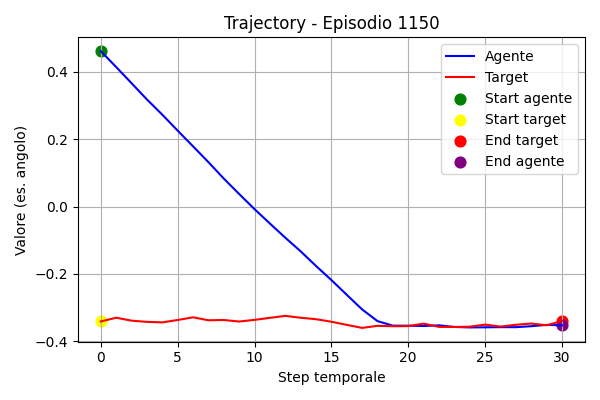 Trajectory - Episodio 1150
Valore (es. angolo)
0.4
0.2
0.0
−0.2
−0.4
0
5
10
15
20
25
30
Step temporale
Agente
Target
Start agente
Start target
End target
End agente